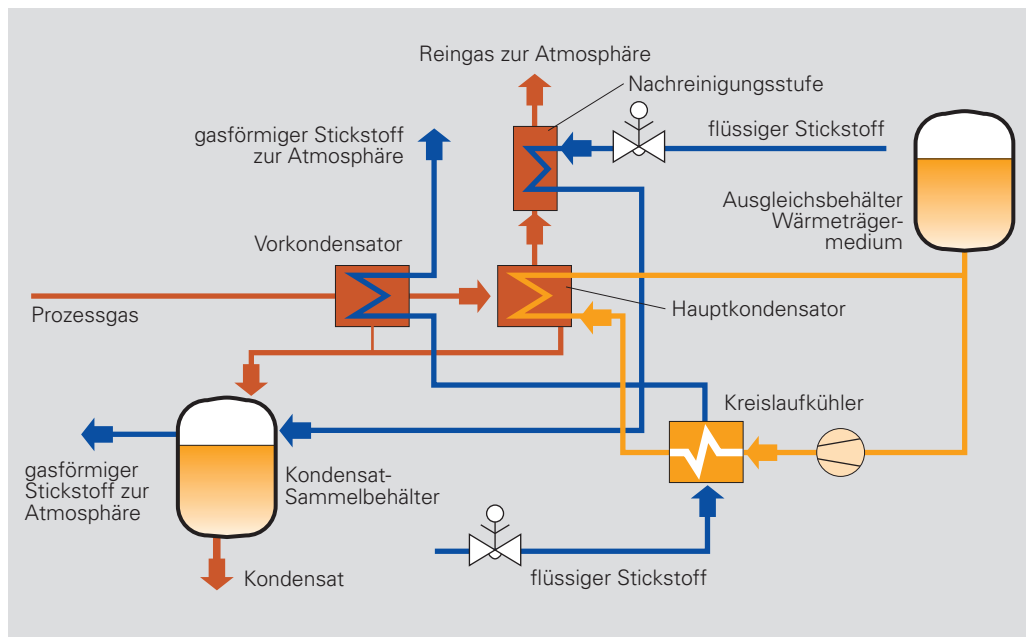 Reingas zur Atmosphäre
Nachreinigungsstufe
gasförmiger Stickstoff
zur Atmosphäre
flüssiger Stickstoff
Ausgleichsbehälter
Wärmeträger-
medium
Vorkondensator
Prozessgas
Hauptkondensator
Kreislaufkühler
gasförmiger
Stickstoff zur
Atmosphäre
Kondensat-
Sammelbehälter
Kondensat
flüssiger Stickstoff